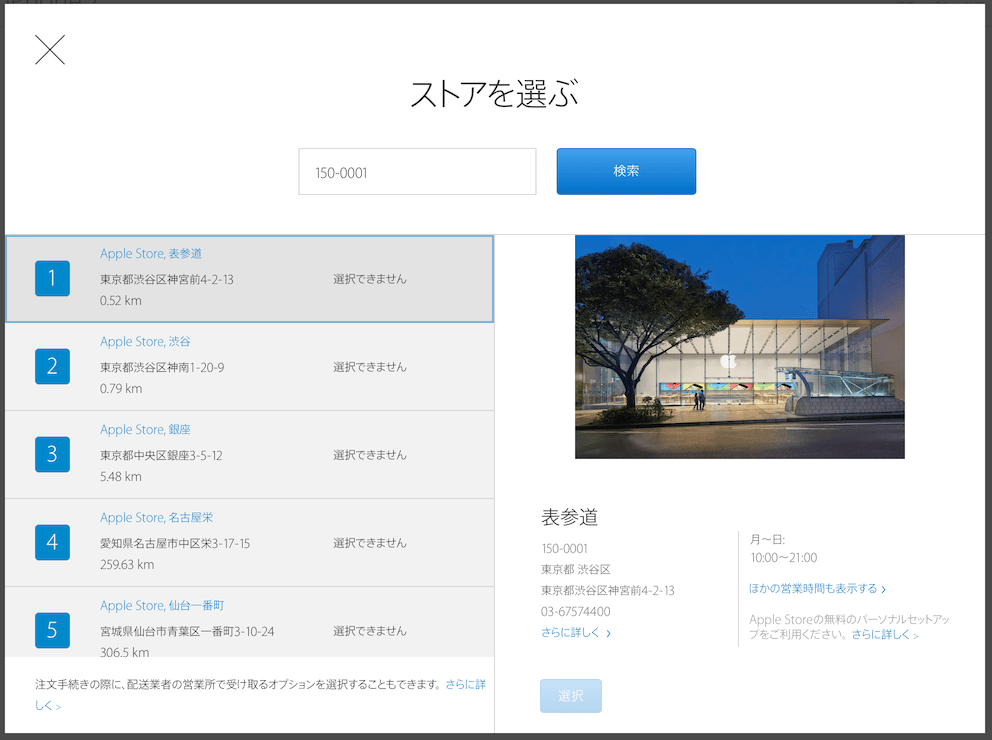 ストアを選ぶ
150-0001
検索
1
Apple Store, 表参道
東京都渋谷区神宮前4-2-13
選択できません
0.52 km
2
Apple Store, 渋谷
東京都渋谷区神南1-20-9
選択できません
0.79 km
3
Apple Store, 銀座
東京都中央区銀座3-5-12
選択できません
5.48 km
4
Apple Store, 名古屋栄
愛知県名古屋市中区栄3-17-15
選択できません
259.63 km
5
Apple Store, 仙台一番町
宮城県仙台市青葉区一番町3-10-24
選択できません
306.5 km
注文手続きの際に、配送業者の営業所で受け取るオプションを選択することもできます。さらに詳
しく >
表参道
150-0001
東京都 渋谷区
東京都渋谷区神宮前4-2-13
03-67574400
さらに詳しく >
月〜日:
10:00〜21:00
ほかの営業時間も表示する >
Apple Storeの無料のパーソナルセットアッ
プをご利用ください。さらに詳しく >
選択